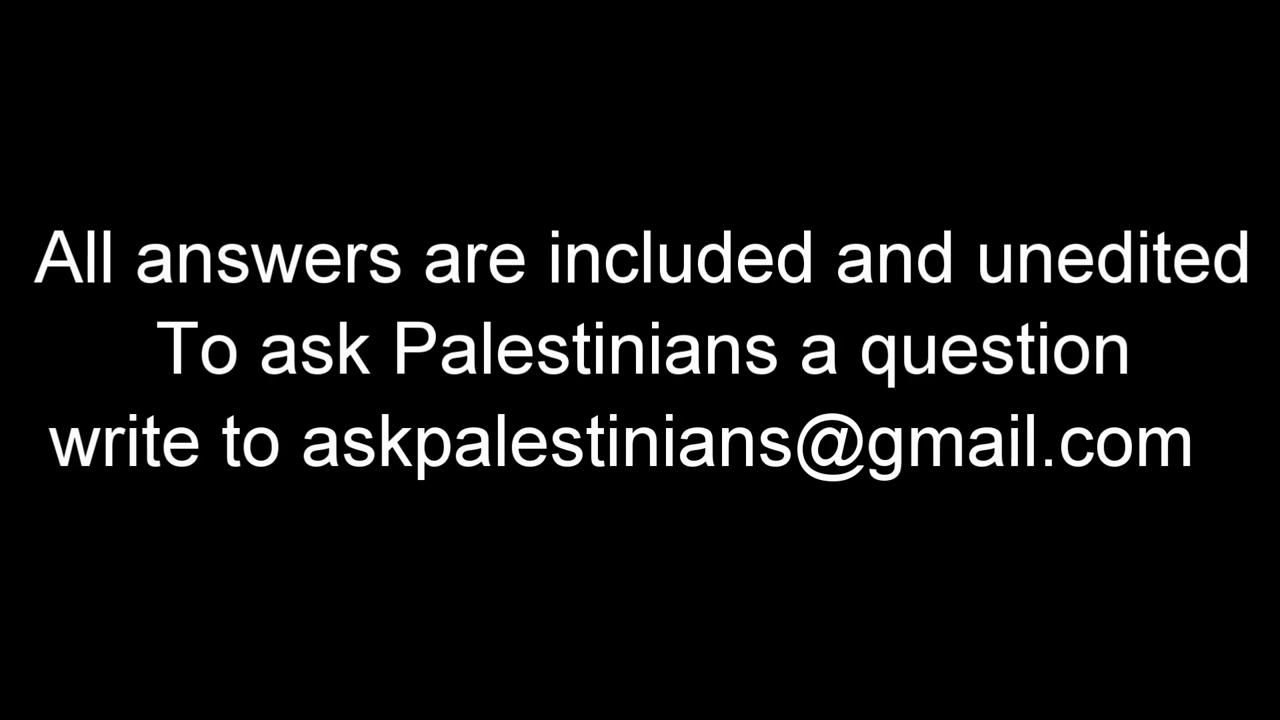 All answers are included and unedited
To ask Palestinians a question
write to askpalestinians@gmail.com